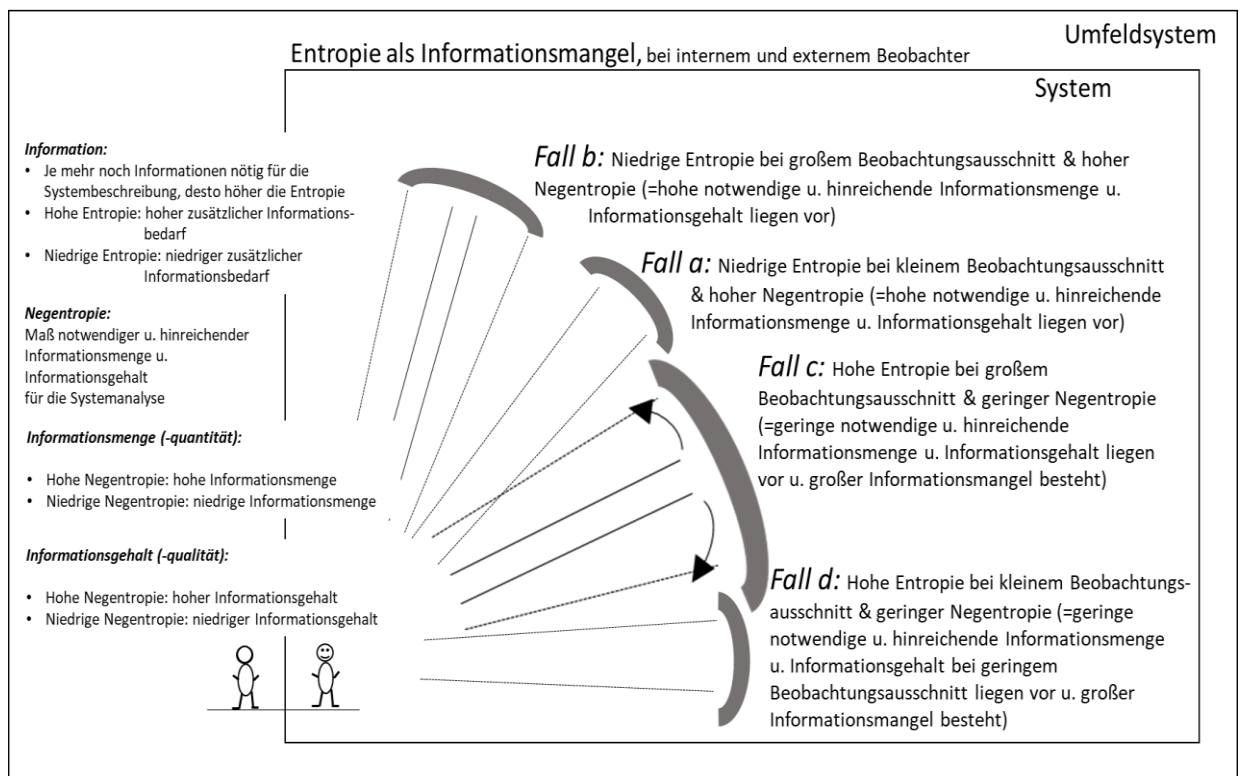 Umfeldsystem
Entropie als Informationsmangel, bei internem und externem Beobachter
System
Information:
• Je mehr noch Informationen nötig für die
Systembeschreibung, desto höher die Entropie
• Hohe Entropie: hoher zusätzlicher Informations-
bedarf
• Niedrige Entropie: niedriger zusätzlicher
Informationsbedarf
Negentropie:
Maß notwendiger u. hinreichender
Informationsmenge u.
Informationsgehalt
für die Systemanalyse
Informationsmenge (-quantität):
• Hohe Negentropie: hohe Informationsmenge
• Niedrige Negentropie: niedrige Informationsmenge
Informationsgehalt (-qualität):
• Hohe Negentropie: hoher Informationsgehalt
• Niedrige Negentropie: niedriger Informationsgehalt
Fall b: Niedrige Entropie bei großem Beobachtungsausschnitt & hoher
Negentropie (=hohe notwendige u. hinreichende Informationsmenge u.
Informationsgehalt liegen vor)
Fall a: Niedrige Entropie bei kleinem Beobachtungsausschnitt
& hoher Negentropie (=hohe notwendige u. hinreichende
Informationsmenge u. Informationsgehalt liegen vor)
Fall c: Hohe Entropie bei großem
Beobachtungsausschnitt & geringer Negentropie
(=geringe notwendige u. hinreichende
Informationsmenge u. Informationsgehalt liegen
vor u. großer Informationsmangel besteht)
Fall d: Hohe Entropie bei kleinem Beobachtungs-
ausschnitt & geringer Negentropie (=geringe
notwendige u. hinreichende Informationsmenge
u. Informationsgehalt bei geringem
Beobachtungsausschnitt liegen vor u. großer
Informationsmangel besteht)